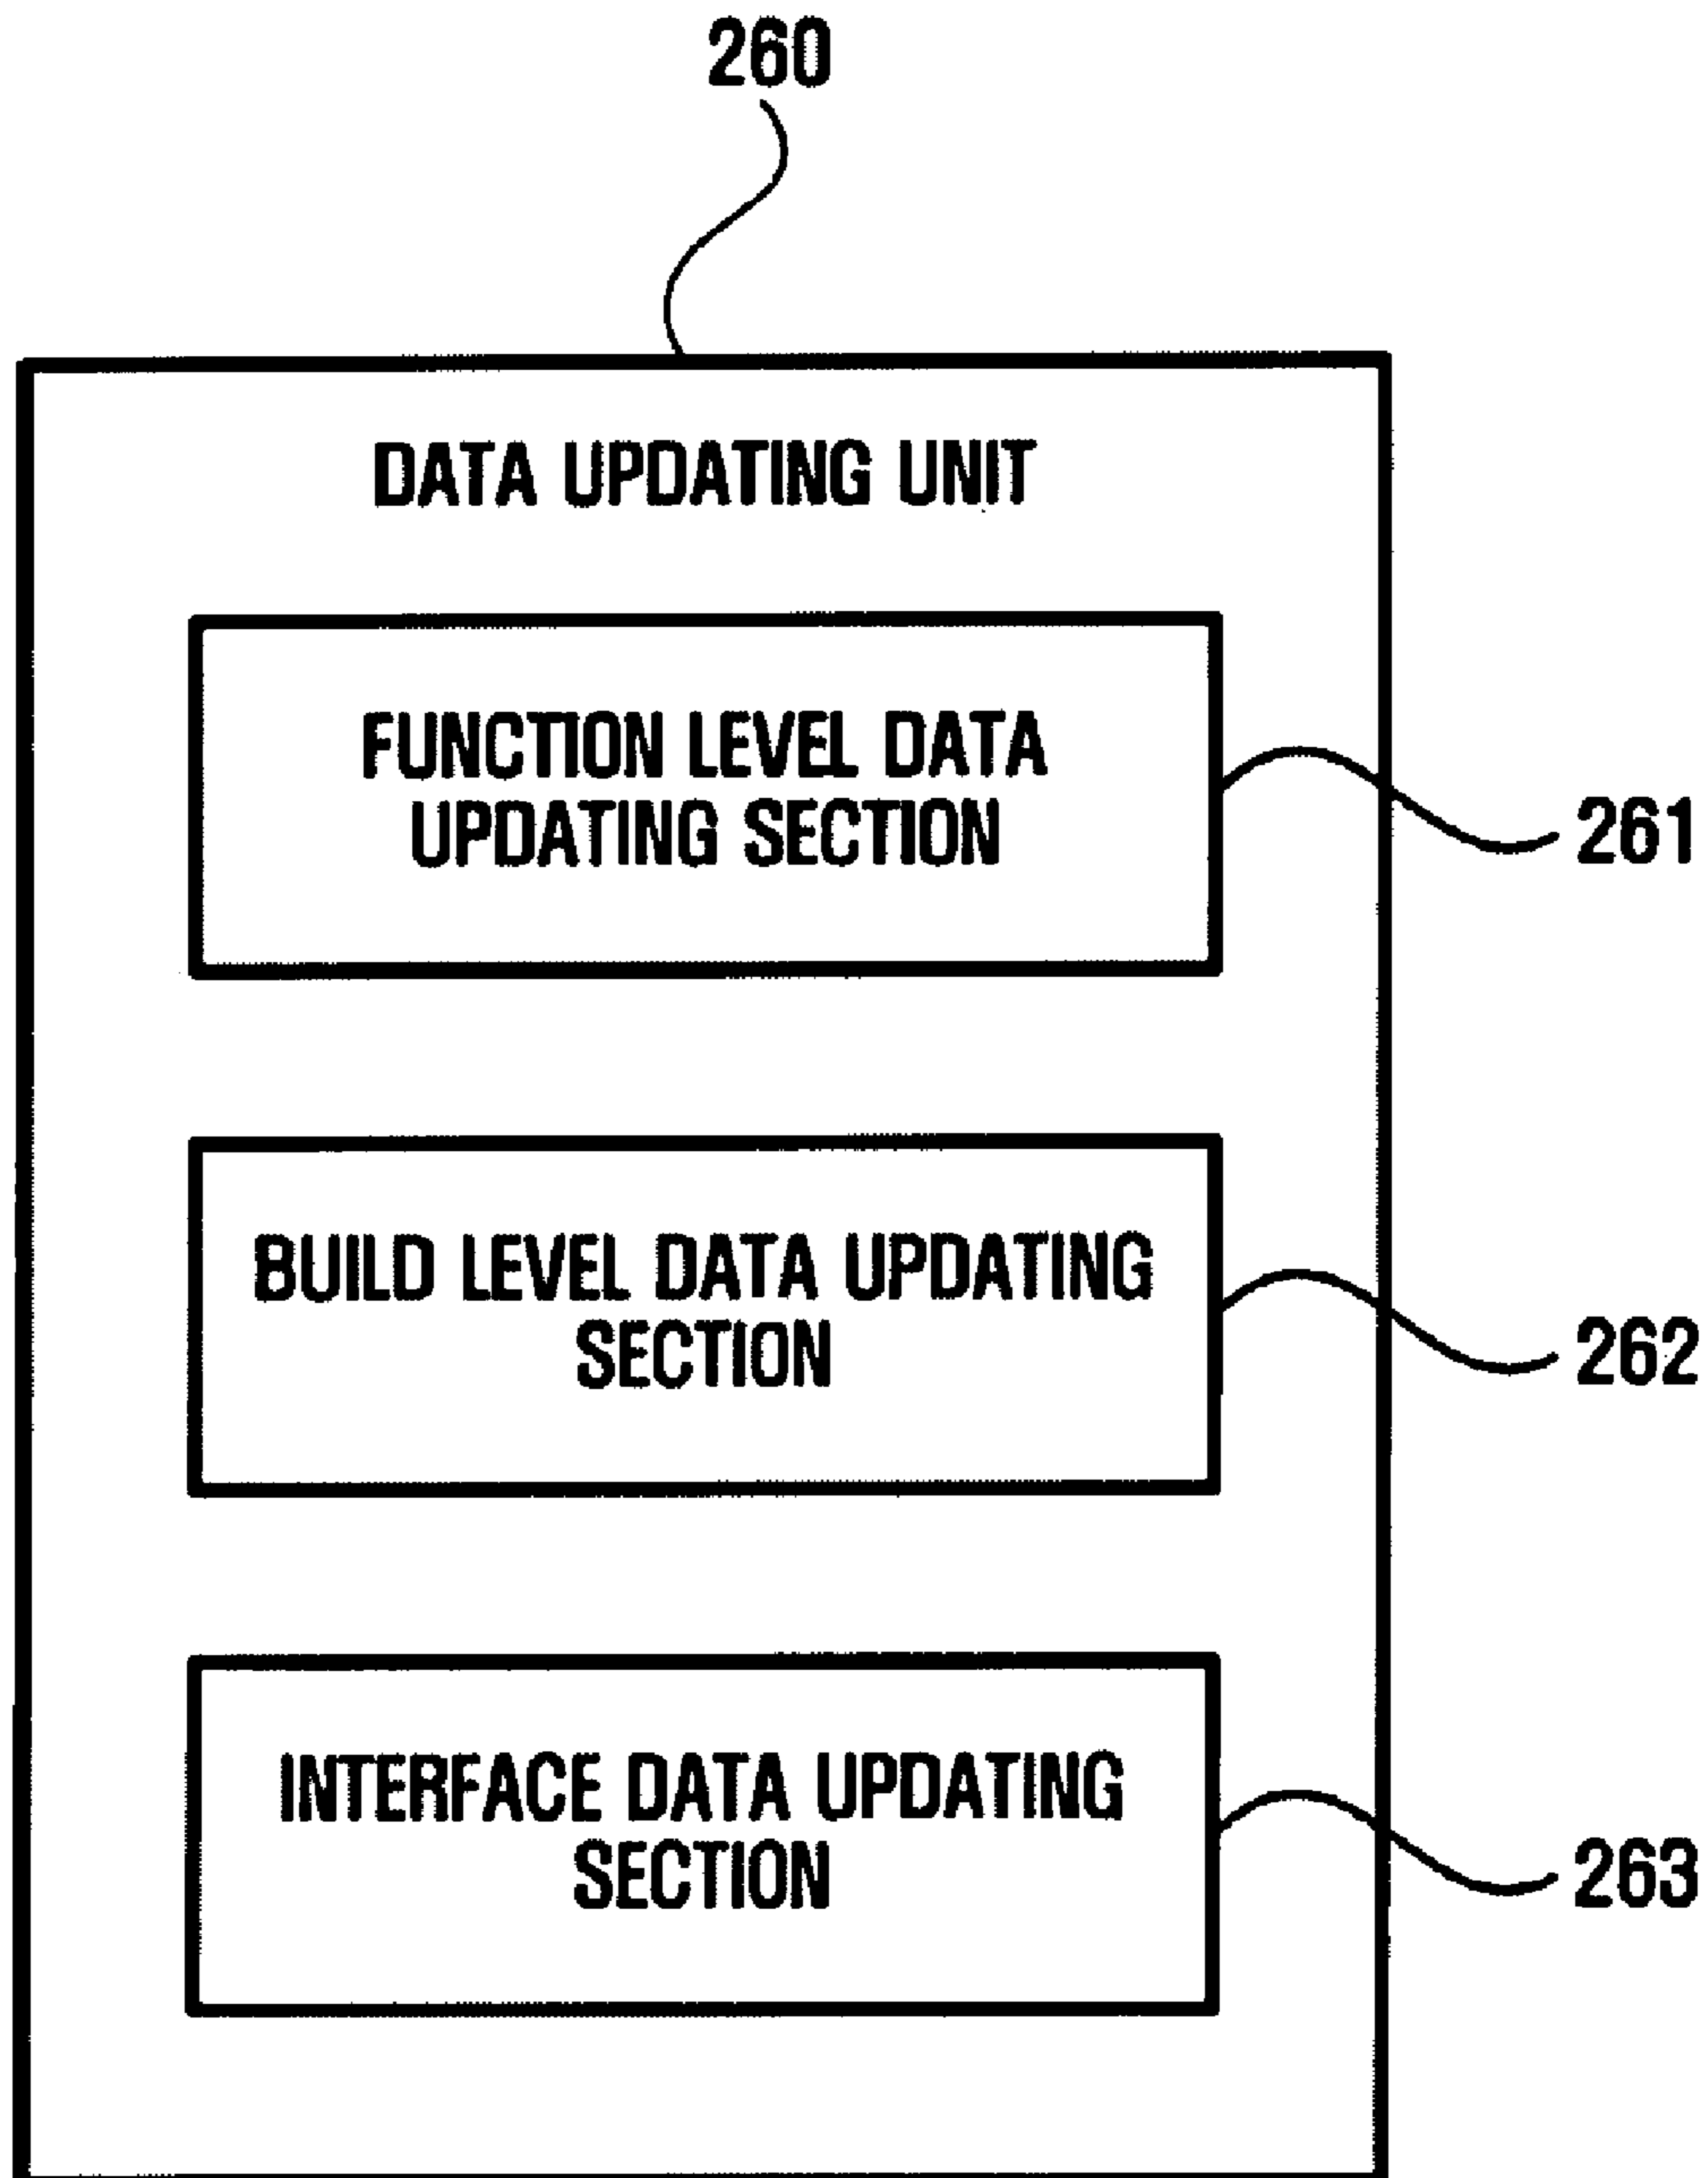 260
DATA UPDATING UNIT
FUNCTION LEVEL DATA
UPDATING SECTION
261
BUILD LEVEL DATA UPDATING
SECTION
262
INTERFACE DATA UPDATING
SECTION
263